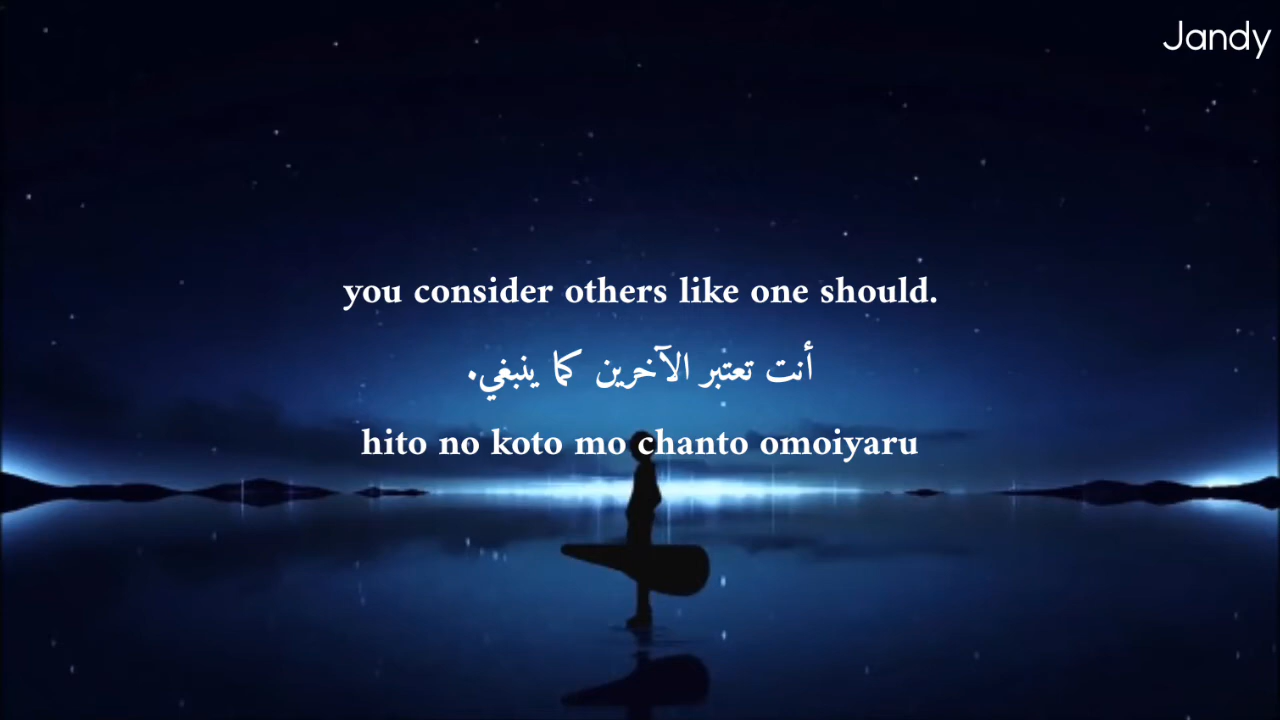 Jandy
you consider others like one should.
أنت تعتبر الآخرين كما ينبغي.
hito no koto mo chanto omoiyaru